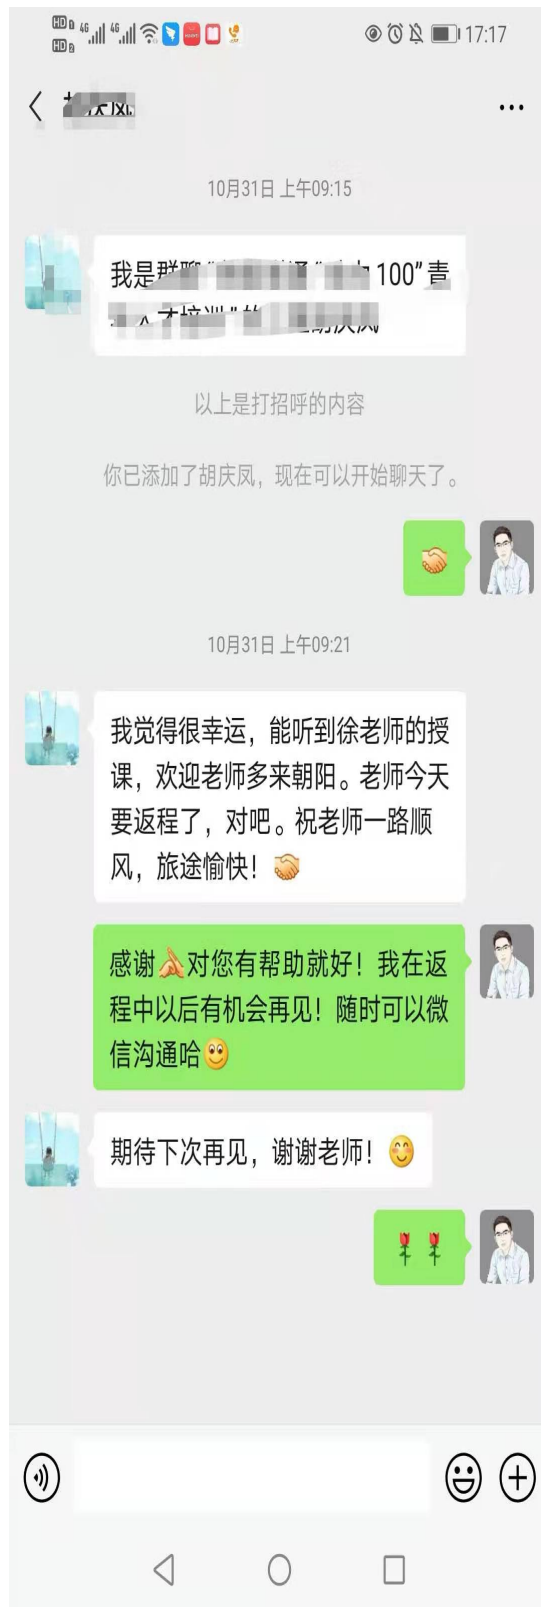 HD 1 4G 4G 17:17
HD 2
10月31日 上午09:15
我是群聊“ 100”青
以上是打招呼的内容
你已添加了胡庆凤，现在可以开始聊天了。
10月31日 上午09:21
我觉得很幸运，能听到徐老师的授
课，欢迎老师多来朝阳。老师今天
要返程了，对吧。祝老师一路顺
风，旅途愉快！
感谢对您有帮助就好！我在返
程中以后有机会再见！随时可以微
信沟通哈
期待下次再见，谢谢老师！